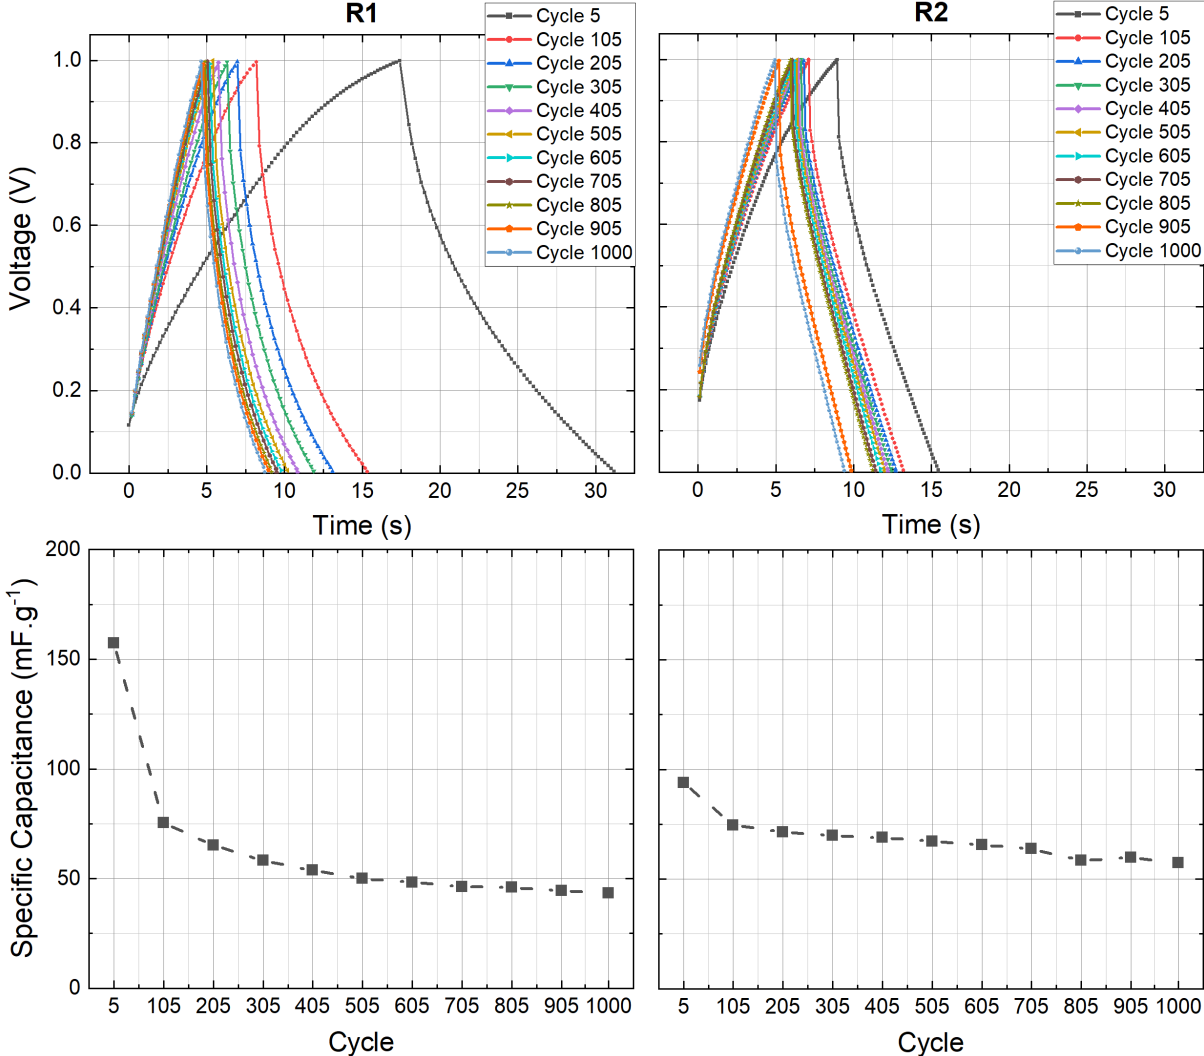 R1
Cycle 5
Cycle 105
Cycle 205
Cycle 305
Cycle 405
Cycle 505
Cycle 605
Cycle 705
Cycle 805
Cycle 905
Cycle 1000
1.0
0.8
0.6
0.4
0.2
0.0
Voltage (V)
0 5 10 15 20 25 30
Time (s)
R2
Cycle 5
Cycle 105
Cycle 205
Cycle 305
Cycle 405
Cycle 505
Cycle 605
Cycle 705
Cycle 805
Cycle 905
Cycle 1000
0 5 10 15 20 25 30
Time (s)
200
150
100
50
0
Specific Capacitance (mF.g⁻¹)
5 105 205 305 405 505 605 705 805 905 1000
Cycle
5 105 205 305 405 505 605 705 805 905 1000
Cycle